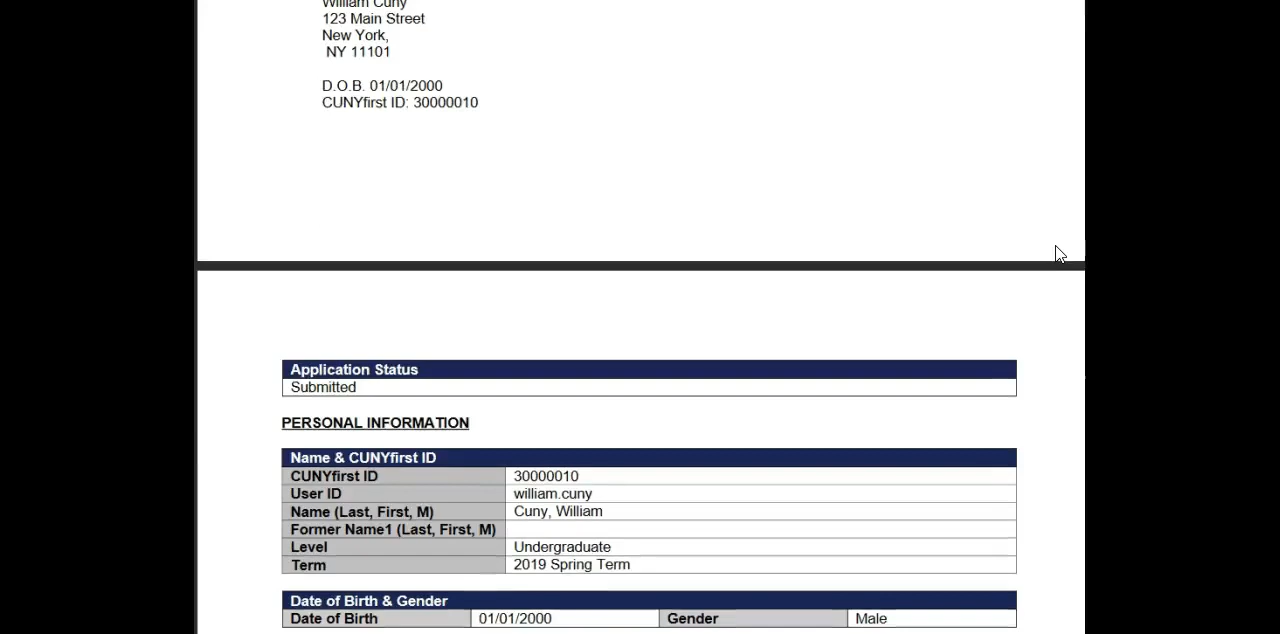 William Cuny
123 Main Street
New York,
NY 11101
D.O.B. 01/01/2000
CUNYfirst ID: 30000010
Application Status
Submitted
PERSONAL INFORMATION
Name & CUNYfirst ID
CUNYfirst ID 30000010
User ID william.cuny
Name (Last, First, M) Cuny, William
Former Name1 (Last, First, M)
Level Undergraduate
Term 2019 Spring Term
Date of Birth & Gender
Date of Birth 01/01/2000 Gender Male